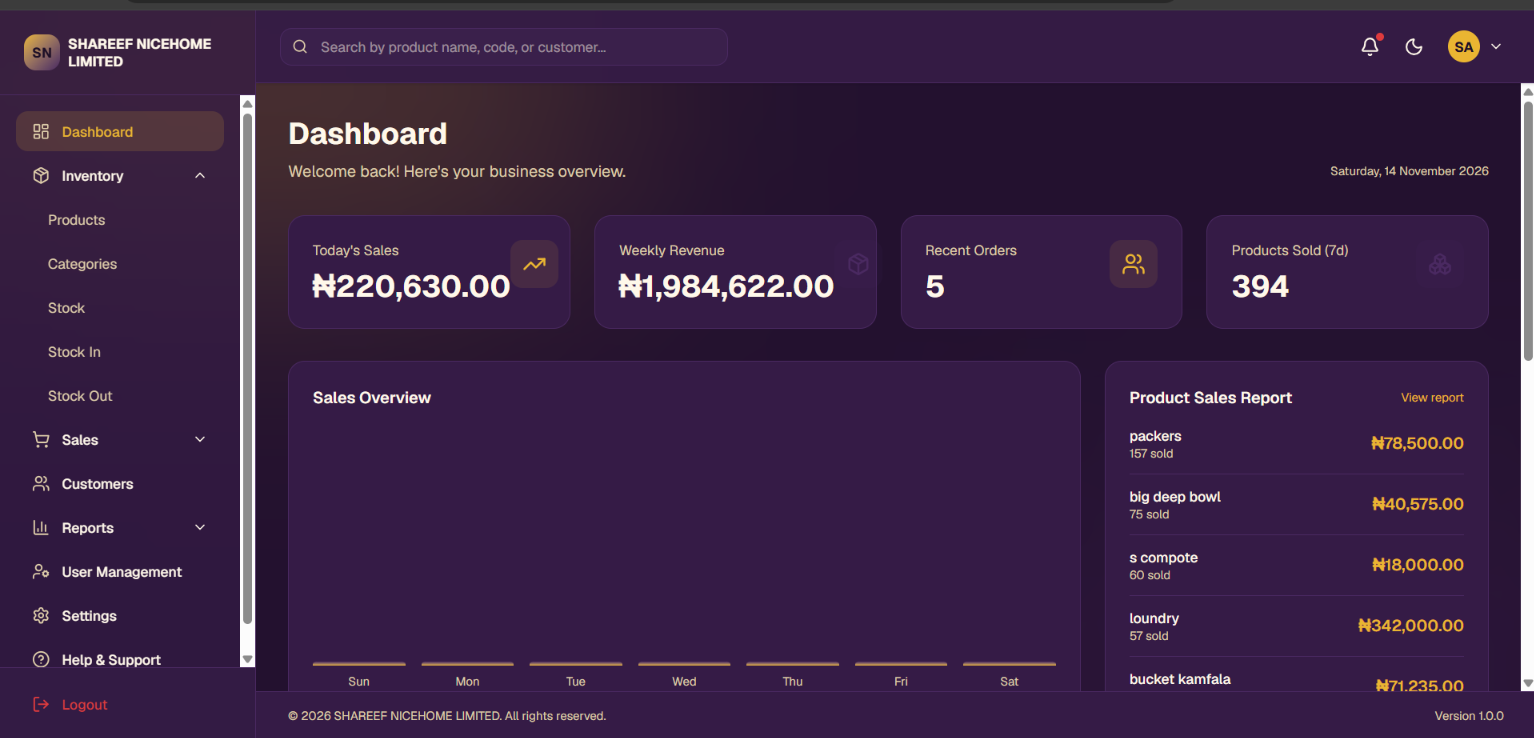 SN
SHAREEF NICEHOME
LIMITED
Search by product name, code, or customer...
SA
Dashboard
Inventory
Products
Categories
Stock
Stock In
Stock Out
Sales
Customers
Reports
User Management
Settings
Help & Support
Logout
Dashboard
Welcome back! Here's your business overview.
Saturday, 14 November 2026
Today's Sales
₦220,630.00
Weekly Revenue
₦1,984,622.00
Recent Orders
5
Products Sold (7d)
394
Sales Overview
Sun Mon Tue Wed Thu Fri Sat
Product Sales Report
View report
packers
157 sold
₦78,500.00
big deep bowl
75 sold
₦40,575.00
s compote
60 sold
₦18,000.00
loundry
57 sold
₦342,000.00
bucket kamfala
₦71,235.00
© 2026 SHAREEF NICEHOME LIMITED. All rights reserved.
Version 1.0.0